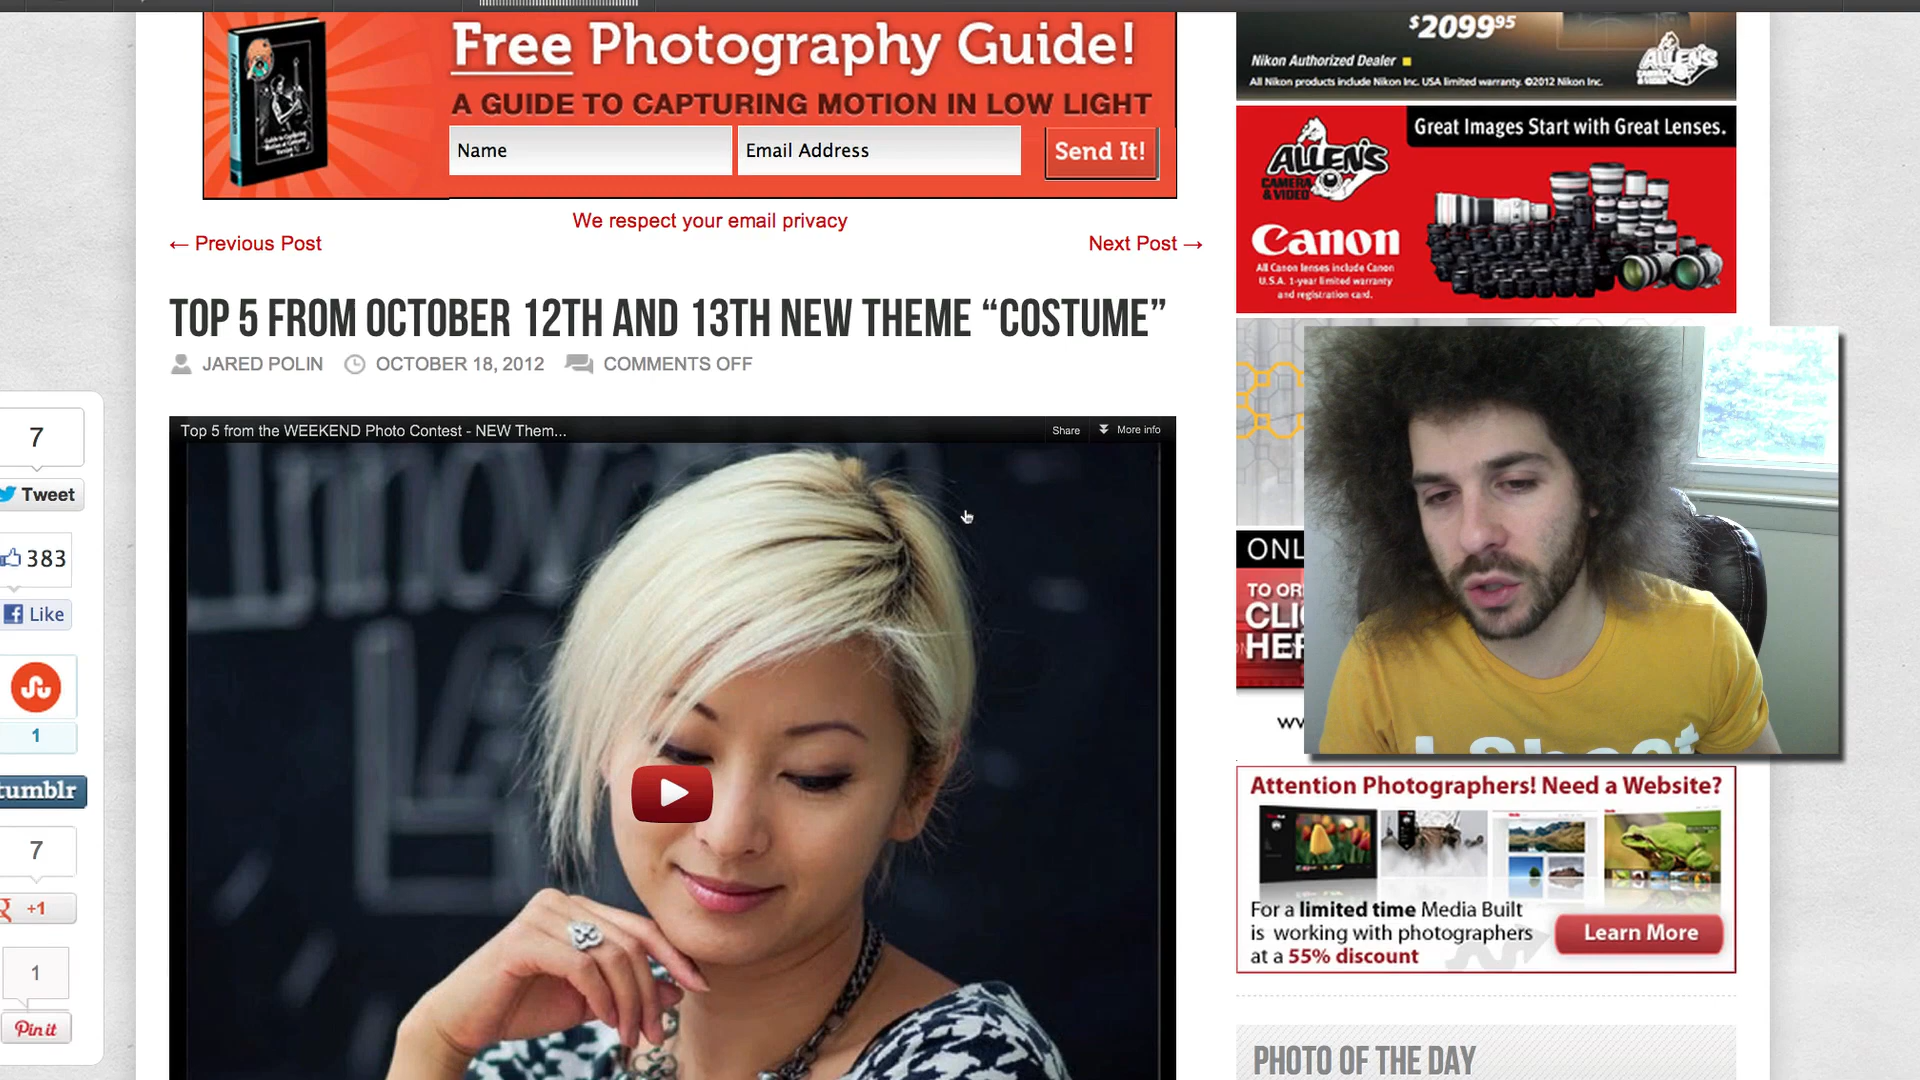 Free Photography Guide!
A GUIDE TO CAPTURING MOTION IN LOW LIGHT
Name
Email Address
Send It!
We respect your email privacy
← Previous Post
Next Post →
TOP 5 FROM OCTOBER 12TH AND 13TH NEW THEME “COSTUME”
JARED POLIN
OCTOBER 18, 2012
COMMENTS OFF
7
Tweet
383
Like
1
tumblr
7
+1
1
Pin it
Top 5 from the WEEKEND Photo Contest - NEW Them...
Share
More info
$209995
Nikon Authorized Dealer
ALLEN'S
All Nikon products include Nikon Inc. USA limited warranty. ©2012 Nikon Inc.
Great Images Start with Great Lenses.
ALLEN'S
CAMERA & VIDEO
Canon
All Canon lenses include Canon
U.S.A. 1-year limited warranty
and registration card.
I Shoot
Attention Photographers! Need a Website?
For a limited time Media Built
is working with photographers
at a 55% discount
Learn More
PHOTO OF THE DAY